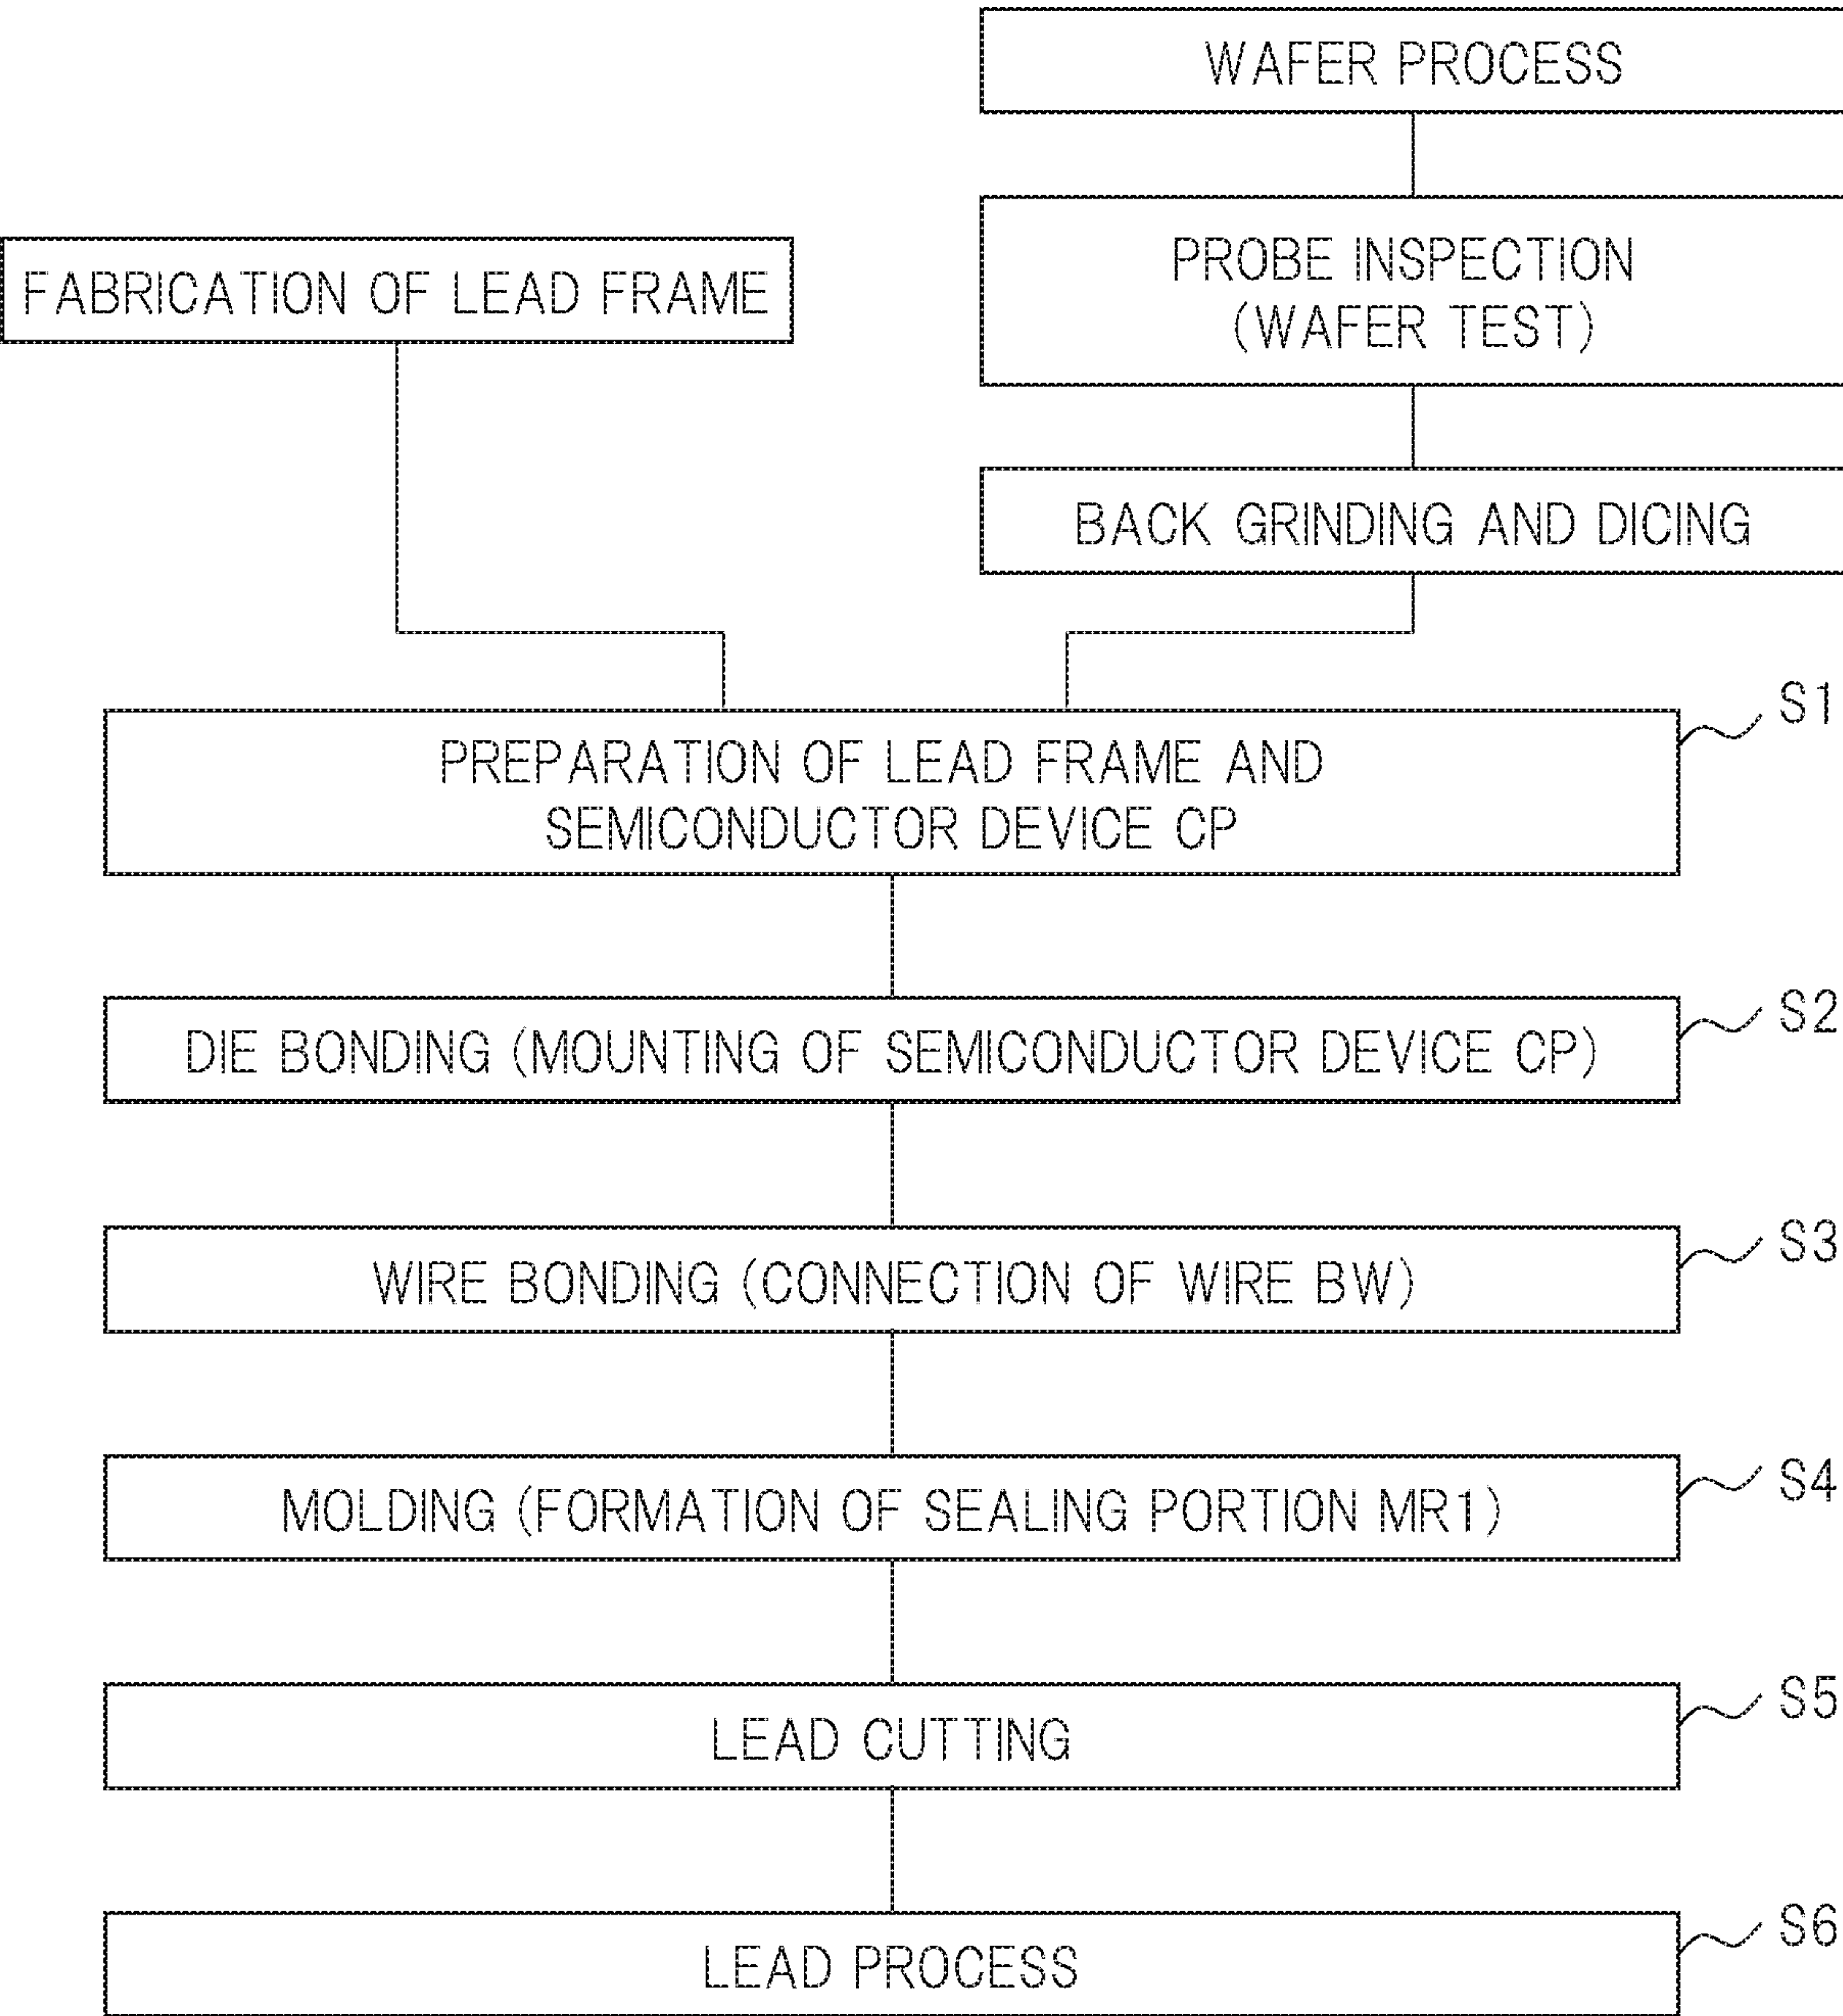 WAFER PROCESS
PROBE INSPECTION
(WAFER TEST)
FABRICATION OF LEAD FRAME
BACK GRINDING AND DICING
S1
PREPARATION OF LEAD FRAME AND
SEMICONDUCTOR DEVICE CP
S2
DIE BONDING (MOUNTING OF SEMICONDUCTOR DEVICE CP)
S3
WIRE BONDING (CONNECTION OF WIRE BW)
S4
MOLDING (FORMATION OF SEALING PORTION MR1)
S5
LEAD CUTTING
S6
LEAD PROCESS